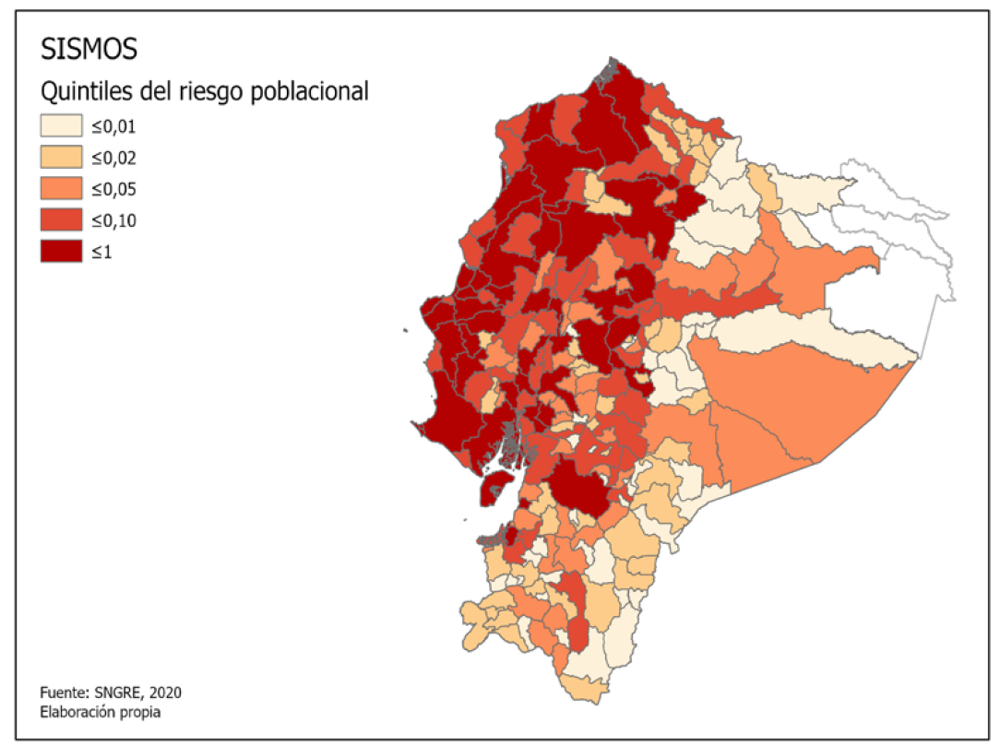 SISMOS
Quintiles del riesgo poblacional
≤0,01
≤0,02
≤0,05
≤0,10
≤1
Fuente: SNGRE, 2020
Elaboración propia